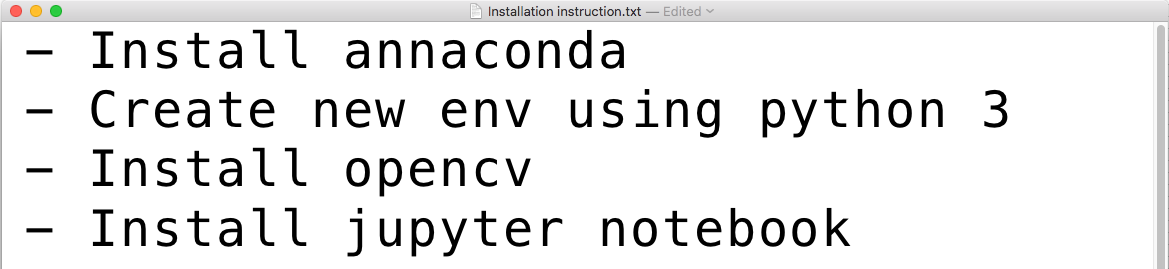 Installation instruction.txt — Edited
- Install annaconda
- Create new env using python 3
- Install opencv
- Install jupyter notebook